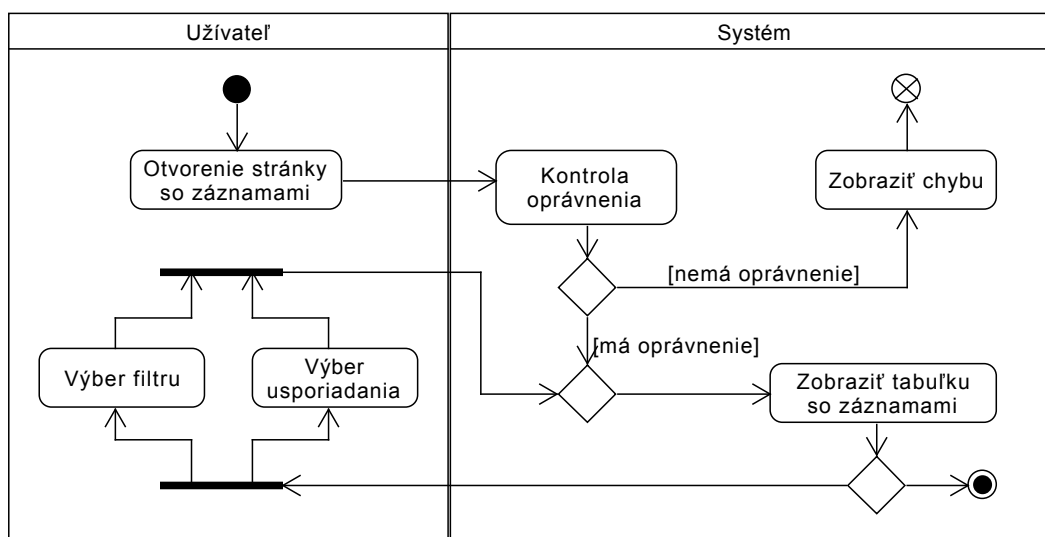 Užívateľ
Systém
Otvorenie stránky
so záznamami
Kontrola
oprávnenia
Zobraziť chybu
[nemá oprávnenie]
[má oprávnenie]
Výber filtru
Výber
usporiadania
Zobraziť tabuľku
so záznamami